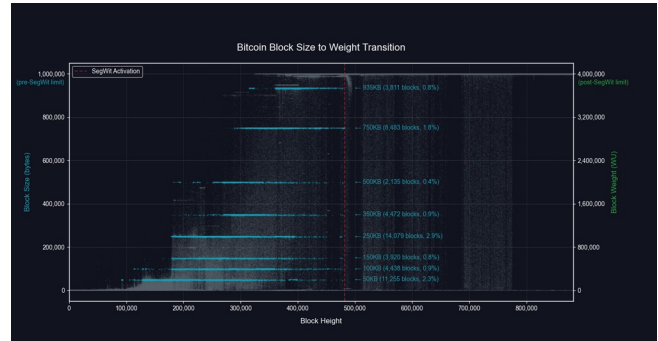 Bitcoin Block Size to Weight Transition
SegWit Activation
1,000,000
(pre-SegWit limit)
800,000
600,000
400,000
200,000
0
Block Size (bytes)
4,000,000
(post-SegWit limit)
3,200,000
2,400,000
1,600,000
800,000
0
Block Weight (WU)
← 935KB (3,811 blocks, 0.8%)
← 750KB (8,483 blocks, 1.8%)
← 500KB (2,135 blocks, 0.4%)
← 350KB (4,472 blocks, 0.9%)
← 250KB (14,079 blocks, 2.9%)
← 150KB (3,920 blocks, 0.8%)
← 100KB (4,438 blocks, 0.9%)
← 50KB (11,255 blocks, 2.3%)
0
100,000
200,000
300,000
400,000
500,000
600,000
700,000
800,000
Block Height